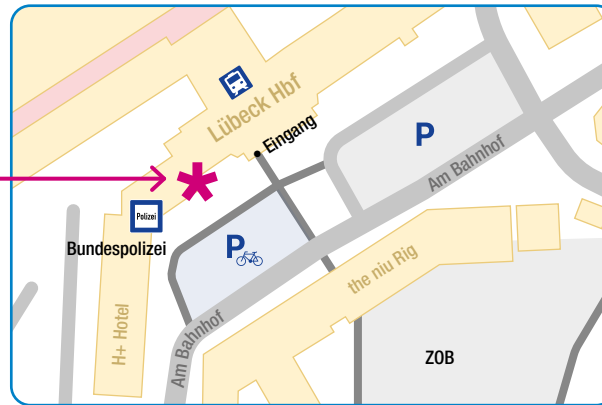 Lübeck Hbf
Eingang
P
Am Bahnhof
Polizei
Bundespolizei
P
the niu Rig
H+ Hotel
Am Bahnhof
ZOB